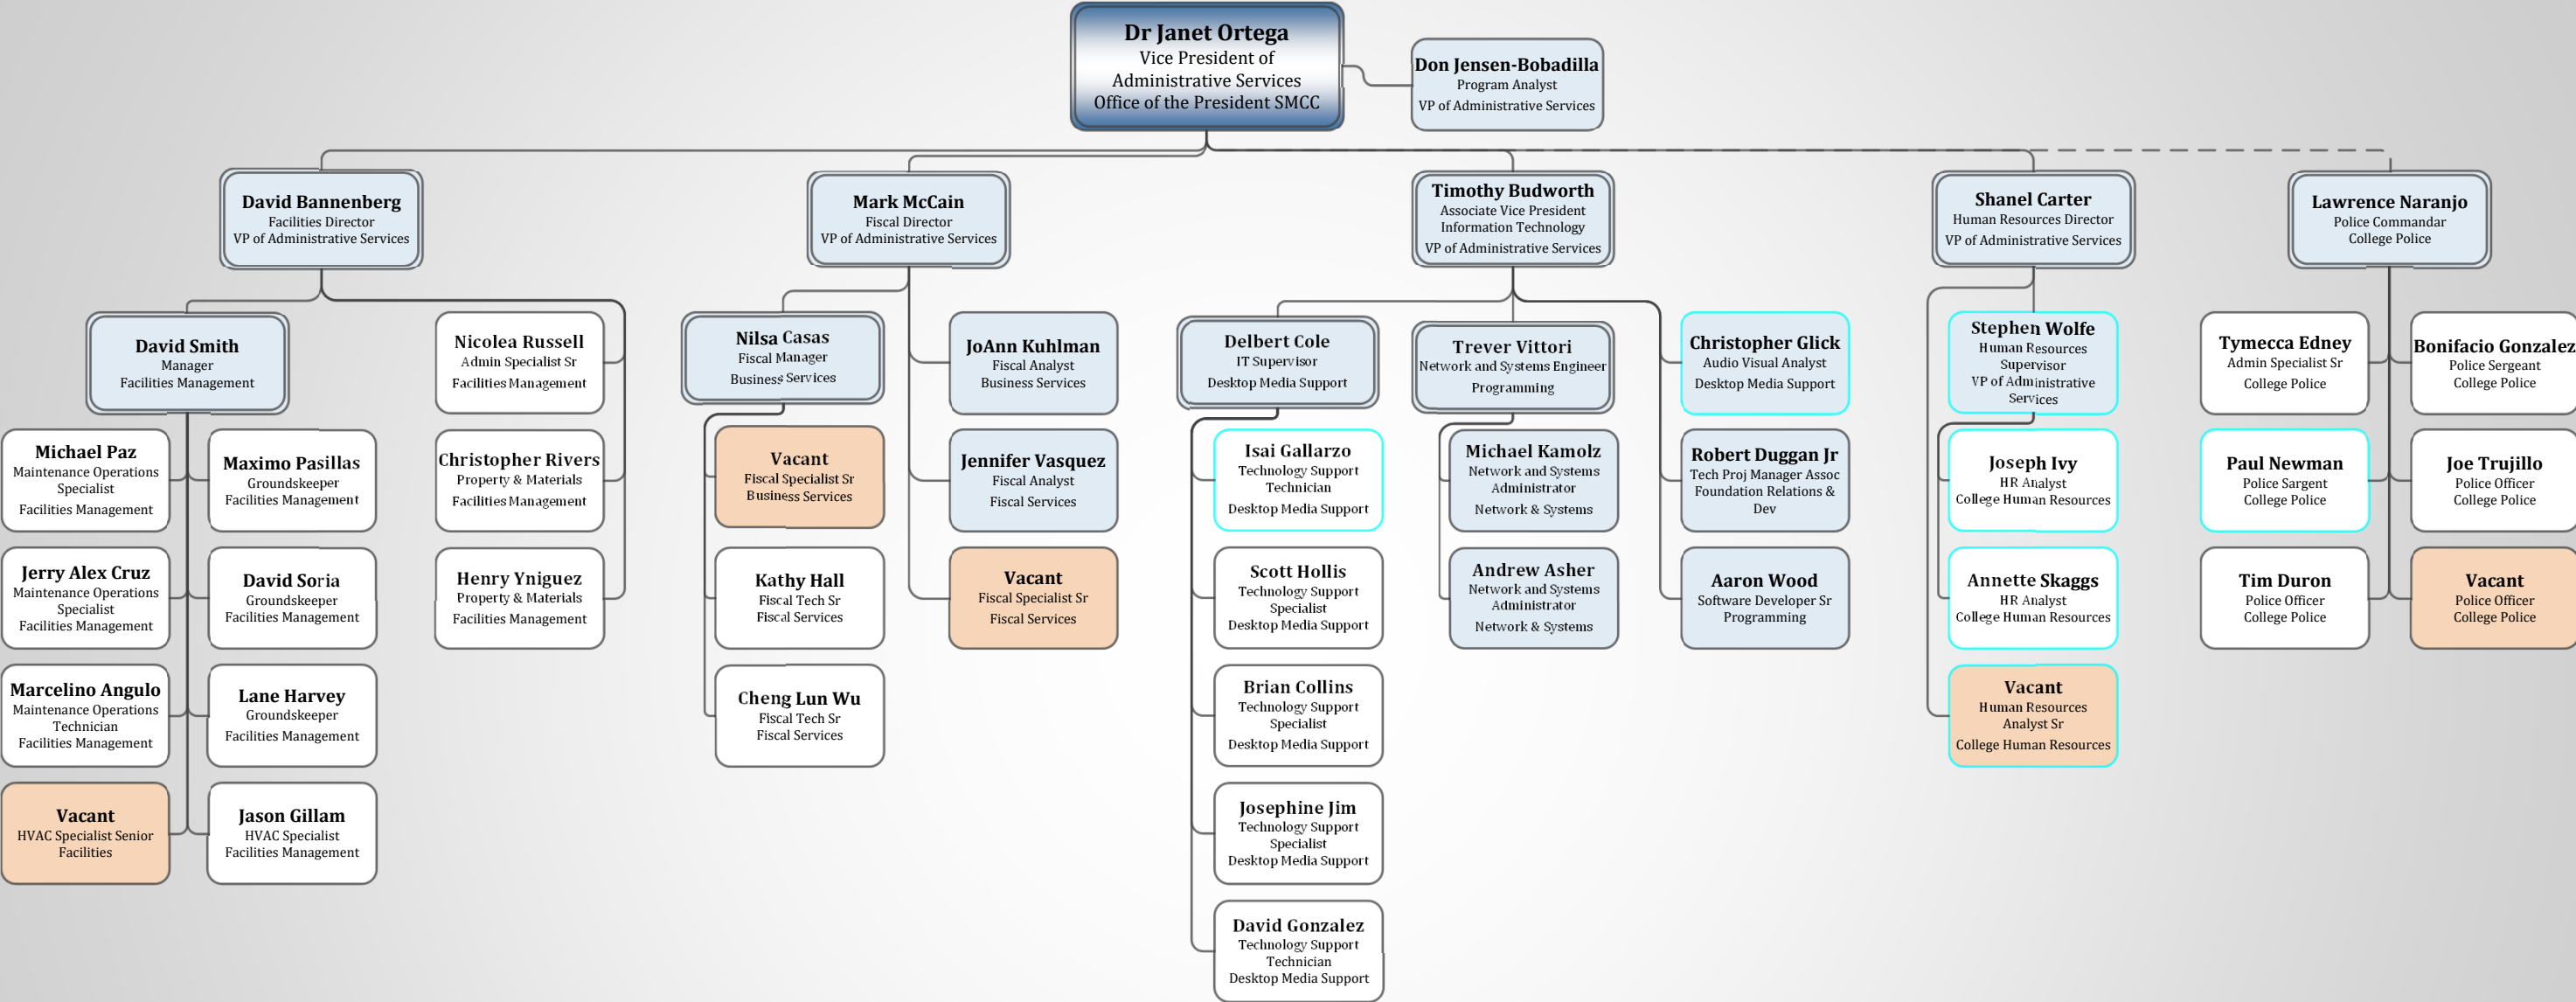 Dr Janet Ortega
Vice President of
Administrative Services
Office of the President SMCC
Don Jensen-Bobadilla
Program Analyst
VP of Administrative Services
David Bannenberg
Facilities Director
VP of Administrative Services
Mark McCain
Fiscal Director
VP of Administrative Services
Timothy Budworth
Associate Vice President
Information Technology
VP of Administrative Services
Shanel Carter
Human Resources Director
VP of Administrative Services
Lawrence Naranjo
Police Commandar
College Police
David Smith
Manager
Facilities Management
Michael Paz
Maintenance Operations
Specialist
Facilities Management
Maximo Pasillas
Groundskeeper
Facilities Management
Jerry Alex Cruz
Maintenance Operations
Specialist
Facilities Management
David Soria
Groundskeeper
Facilities Management
Marcelino Angulo
Maintenance Operations
Technician
Facilities Management
Lane Harvey
Groundskeeper
Facilities Management
Vacant
HVAC Specialist Senior
Facilities
Jason Gillam
HVAC Specialist
Facilities Management
Nicolea Russell
Admin Specialist Sr
Facilities Management
Christopher Rivers
Property & Materials
Facilities Management
Henry Yniguez
Property & Materials
Facilities Management
Nilsa Casas
Fiscal Manager
Business Services
Vacant
Fiscal Specialist Sr
Business Services
Kathy Hall
Fiscal Tech Sr
Fiscal Services
Cheng Lun Wu
Fiscal Tech Sr
Fiscal Services
JoAnn Kuhlman
Fiscal Analyst
Business Services
Jennifer Vasquez
Fiscal Analyst
Fiscal Services
Vacant
Fiscal Specialist Sr
Fiscal Services
Delbert Cole
IT Supervisor
Desktop Media Support
Isai Gallarzo
Technology Support
Technician
Desktop Media Support
Scott Hollis
Technology Support
Specialist
Desktop Media Support
Brian Collins
Technology Support
Specialist
Desktop Media Support
Josephine Jim
Technology Support
Specialist
Desktop Media Support
David Gonzalez
Technology Support
Technician
Desktop Media Support
Trever Vittori
Network and Systems Engineer
Programming
Michael Kamolz
Network and Systems
Administrator
Network & Systems
Andrew Asher
Network and Systems
Administrator
Network & Systems
Christopher Glick
Audio Visual Analyst
Desktop Media Support
Robert Duggan Jr
Tech Proj Manager Assoc
Foundation Relations &
Dev
Aaron Wood
Software Developer Sr
Programming
Stephen Wolfe
Human Resources
Supervisor
VP of Administrative
Services
Joseph Ivy
HR Analyst
College Human Resources
Annette Skaggs
HR Analyst
College Human Resources
Vacant
Human Resources
Analyst Sr
College Human Resources
Tymecca Edney
Admin Specialist Sr
College Police
Bonifacio Gonzalez
Police Sergeant
College Police
Paul Newman
Police Sargent
College Police
Joe Trujillo
Police Officer
College Police
Tim Duron
Police Officer
College Police
Vacant
Police Officer
College Police